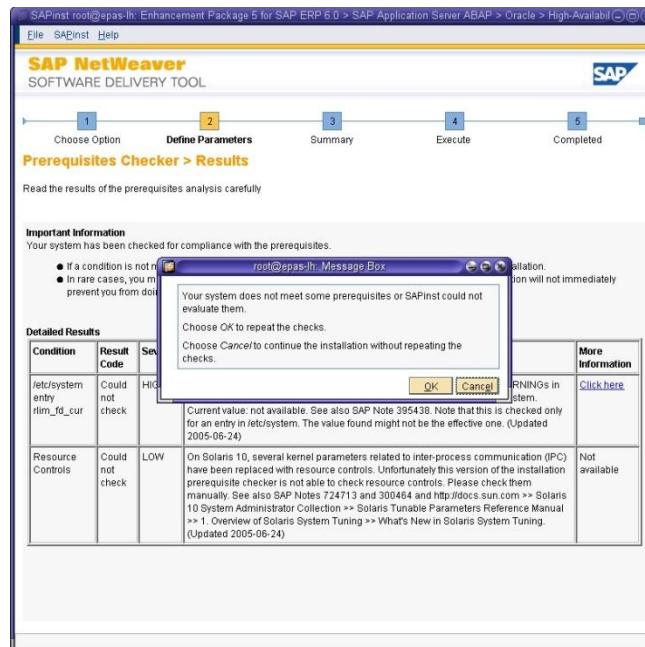 SAPinst root@epas-lh: Enhancement Package 5 for SAP ERP 6.0 > SAP Application Server ABAP > Oracle > High-Availabil
File SAPinst Help
SAP NetWeaver
SOFTWARE DELIVERY TOOL
SAP
1 2 3 4 5
Choose Option Define Parameters Summary Execute Completed
Prerequisites Checker > Results
Read the results of the prerequisites analysis carefully
Important Information
Your system has been checked for compliance with the prerequisites.
If a condition is not allation.
In rare cases, you ion will not immediately
prevent you from doi
root@epas-lh: Message Box
Your system does not meet some prerequisites or SAPinst could not
evaluate them.
Choose OK to repeat the checks.
Choose Cancel to continue the installation without repeating the
checks.
OK Cancel
Detailed Results
Condition Result Code More Information
/etc/system entry rlim_fd_cur
Could not check
RNINGs in
stem.
Current value: not available. See also SAP Note 395438. Note that this is checked only
for an entry in /etc/system. The value found might not be the effective one. (Updated
2005-06-24)
Click here
Resource Controls
Could not check
LOW
On Solaris 10, several kernel parameters related to inter-process communication (IPC)
have been replaced with resource controls. Unfortunately this version of the installation
prerequisite checker is not able to check resource controls. Please check them
manually. See also SAP Notes 724713 and 300464 and http://docs.sun.com >> Solaris
10 System Administrator Collection >> Solaris Tunable Parameters Reference Manual
>> 1. Overview of Solaris System Tuning >> What's New in Solaris System Tuning.
(Updated 2005-06-24)
Not available